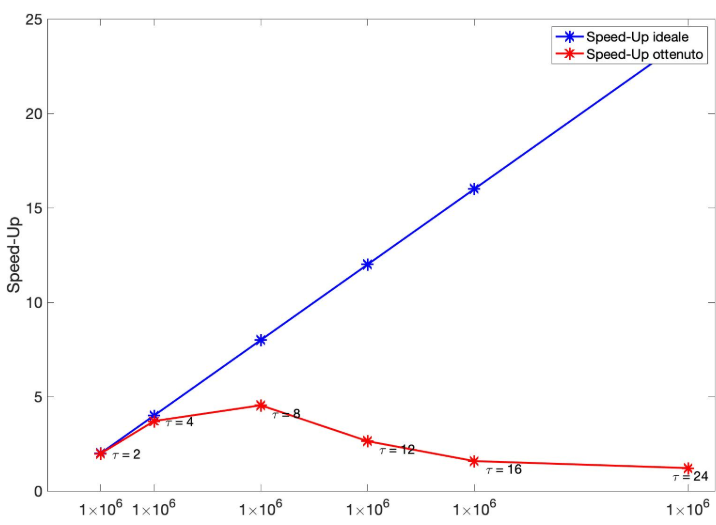 25
Speed-Up ideale
Speed-Up ottenuto
20
15
Speed-Up
10
5
τ = 4
τ = 8
τ = 2
τ = 12
τ = 16
τ = 24
0
1×10⁶ 1×10⁶ 1×10⁶ 1×10⁶ 1×10⁶ 1×10⁶